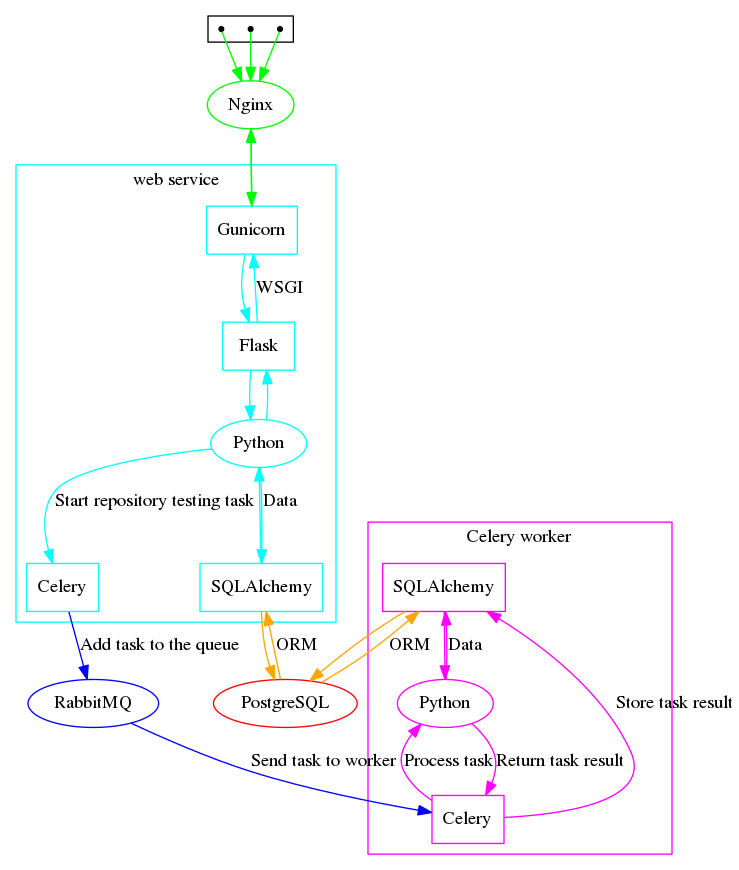 Nginx
web service
Gunicorn
WSGI
Flask
Python
Start repository testing task
Data
Celery worker
Celery
SQLAlchemy
SQLAlchemy
Add task to the queue
ORM
ORM
Data
RabbitMQ
PostgreSQL
Python
Store task result
Send task to worker
Process task
Return task result
Celery